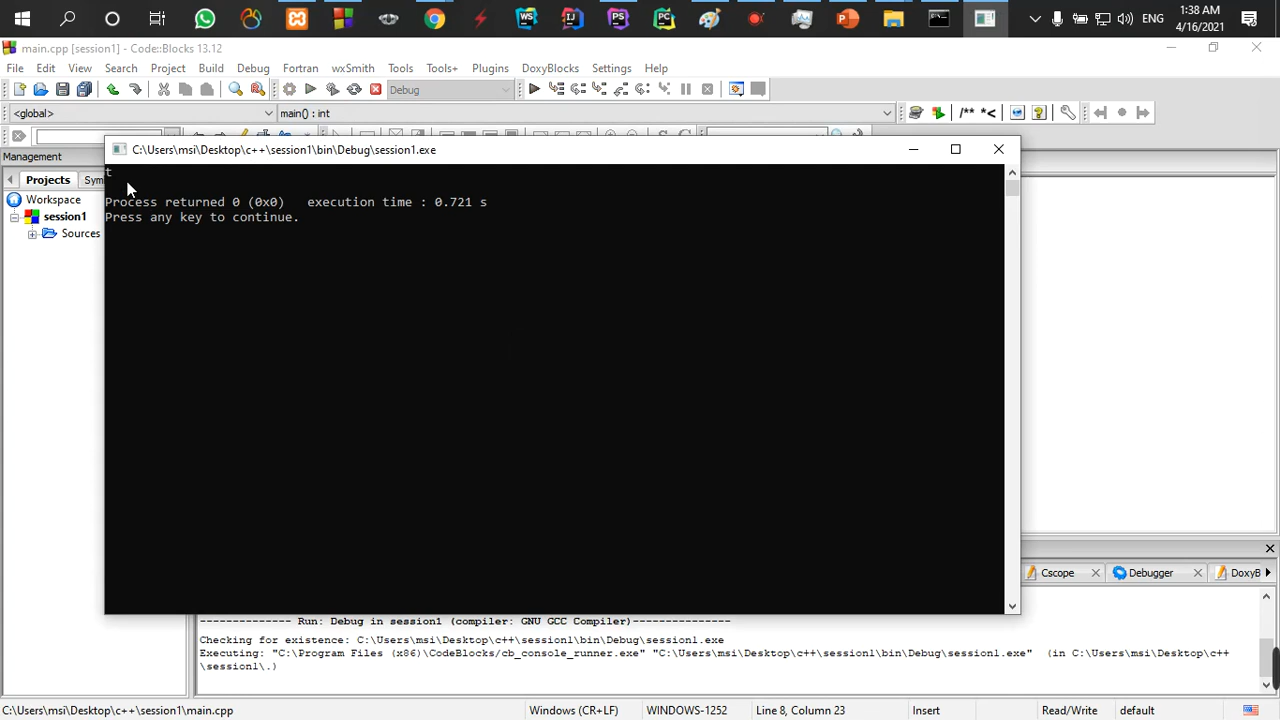 1:38 AM
ENG
4/16/2021
WS
IJ
PS
PC
main.cpp [session1] - Code::Blocks 13.12
File Edit View Search Project Build Debug Fortran wxSmith Tools Tools+ Plugins DoxyBlocks Settings Help
Debug
<global>
main() : int
/** *<
Management
C:\Users\msi\Desktop\c++\session1\bin\Debug\session1.exe
Projects
Sym
Workspace
session1
Sources
t
Process returned 0 (0x0)   execution time : 0.721 s
Press any key to continue.
Cscope
Debugger
DoxyB
-------------- Run: Debug in session1 (compiler: GNU GCC Compiler)---------------
Checking for existence: C:\Users\msi\Desktop\c++\session1\bin\Debug\session1.exe
Executing: "C:\Program Files (x86)\CodeBlocks/cb_console_runner.exe" "C:\Users\msi\Desktop\c++\session1\bin\Debug\session1.exe"  (in C:\Users\msi\Desktop\c++
\session1\.)
C:\Users\msi\Desktop\c++\session1\main.cpp
Windows (CR+LF)
WINDOWS-1252
Line 8, Column 23
Insert
Read/Write
default